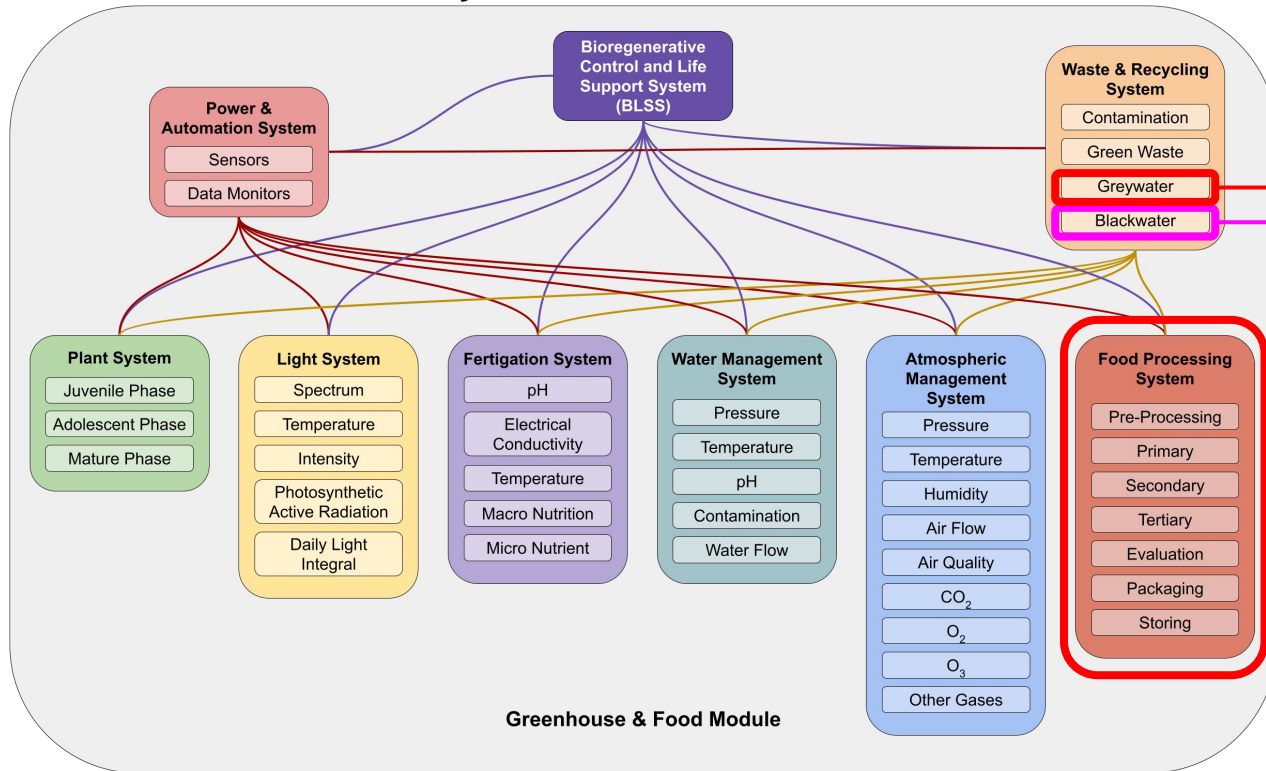 Bioregenerative
Control and Life
Support System
(BLSS)
Power &
Automation System
Sensors
Data Monitors
Waste & Recycling
System
Contamination
Green Waste
Greywater
Blackwater
Plant System
Juvenile Phase
Adolescent Phase
Mature Phase
Light System
Spectrum
Temperature
Intensity
Photosynthetic
Active Radiation
Daily Light
Integral
Fertigation System
pH
Electrical
Conductivity
Temperature
Macro Nutrition
Micro Nutrient
Water Management
System
Pressure
Temperature
pH
Contamination
Water Flow
Atmospheric
Management
System
Pressure
Temperature
Humidity
Air Flow
Air Quality
CO₂
O₂
O₃
Other Gases
Food Processing
System
Pre-Processing
Primary
Secondary
Tertiary
Evaluation
Packaging
Storing
Greenhouse & Food Module